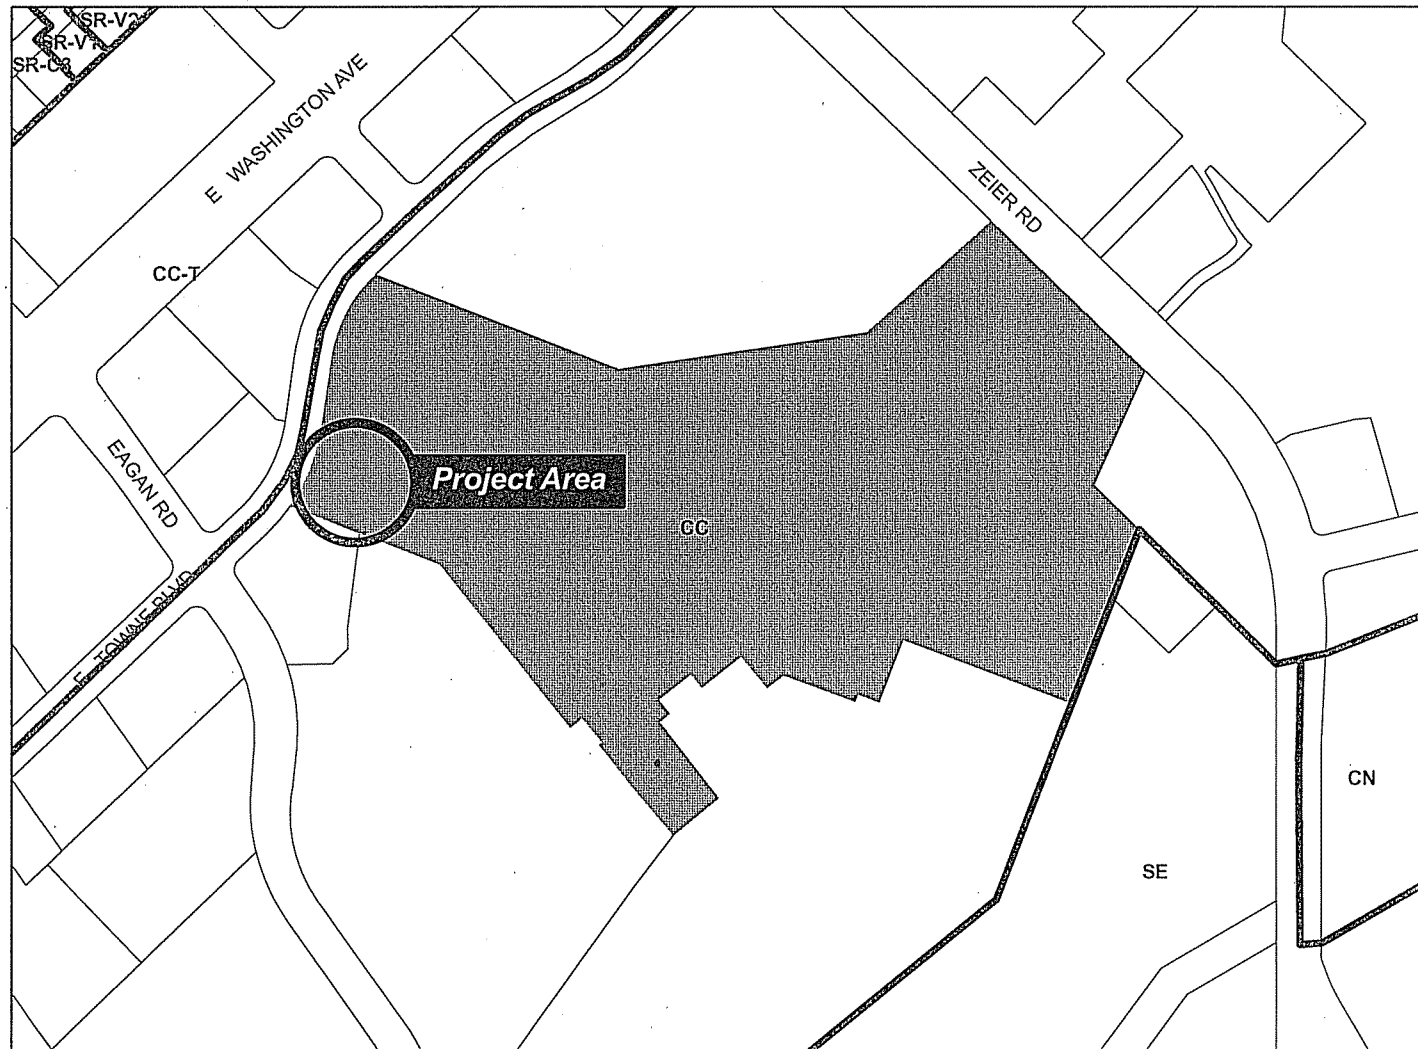 SR-V2
SR-V1
SR-C3
E WASHINGTON AVE
ZEIER RD
CC-T
EAGAN RD
Project Area
CC
E TOWNE BLVD
CN
SE